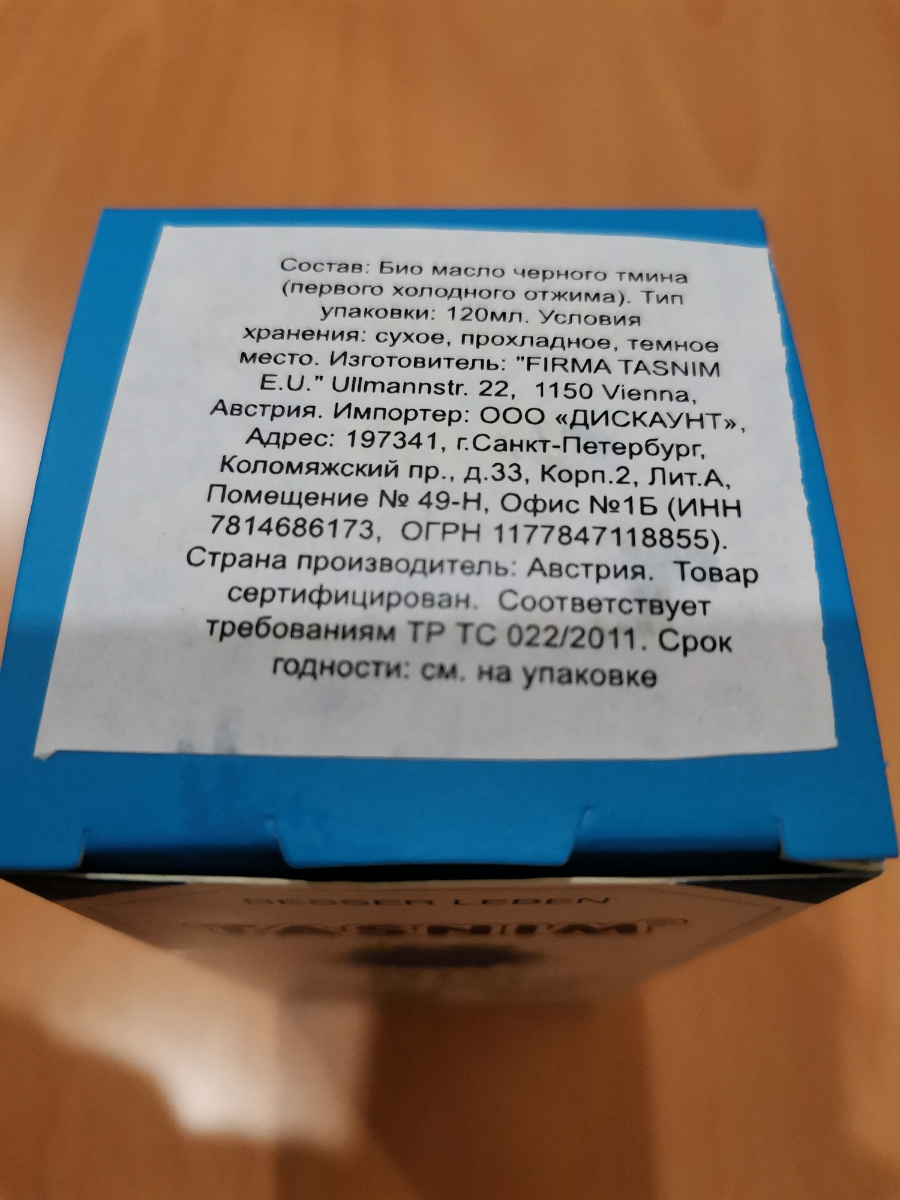 Состав: Био масло черного тмина
(первого холодного отжима). Тип
упаковки: 120мл. Условия
хранения: сухое, прохладное, темное
место. Изготовитель: "FIRMA TASNIM
E.U." Ullmannstr. 22, 1150 Vienna,
Австрия. Импортер: ООО «ДИСКАУНТ»,
Адрес: 197341, г.Санкт-Петербург,
Коломяжский пр., д.33, Корп.2, Лит.А,
Помещение № 49-Н, Офис №1Б (ИНН
7814686173, ОГРН 1177847118855).
Страна производитель: Австрия. Товар
сертифицирован. Соответствует
требованиям ТР ТС 022/2011. Срок
годности: см. на упаковке
BESSER LEBEN
TASNIM®